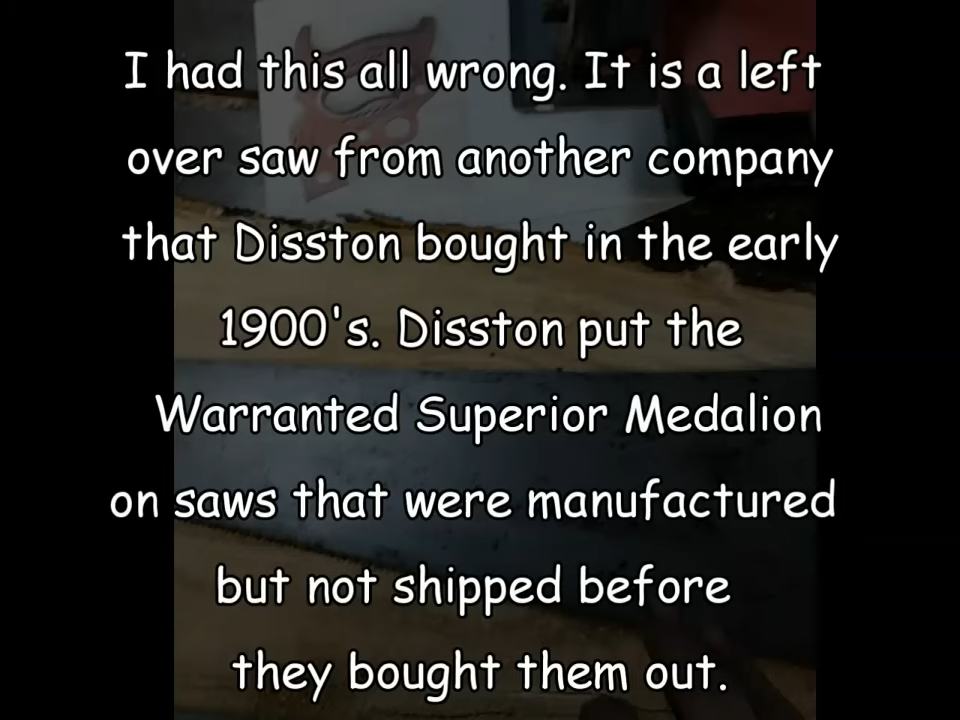 I had this all wrong. It is a left
over saw from another company
that Disston bought in the early
1900's. Disston put the
Warranted Superior Medalion
on saws that were manufactured
but not shipped before
they bought them out.